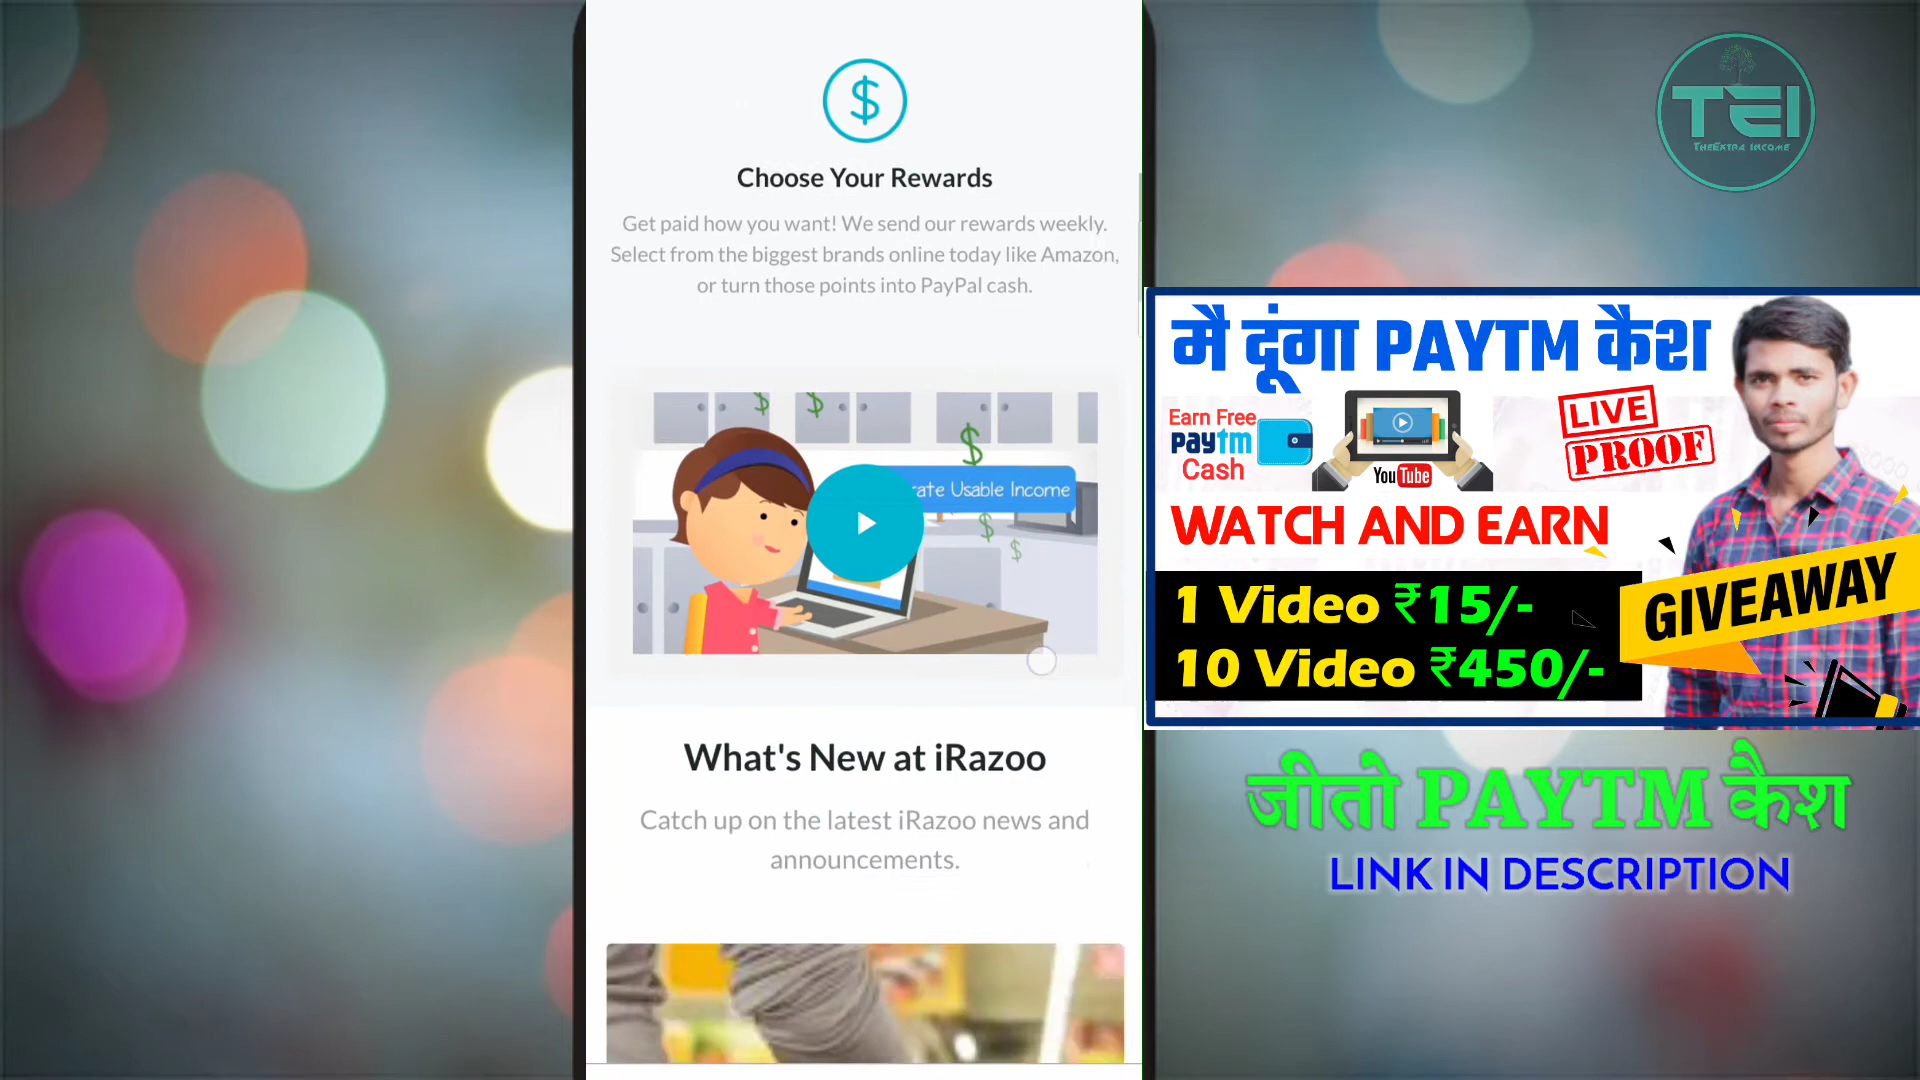 $
Choose Your Rewards
Get paid how you want! We send our rewards weekly.
Select from the biggest brands online today like Amazon,
or turn those points into PayPal cash.
rate Usable Income
What's New at iRazoo
Catch up on the latest iRazoo news and
announcements.
TEI
TheExtra Income
मै दूंगा PAYTM कैश
Earn Free
paytm
Cash
YouTube
LIVE
PROOF
WATCH AND EARN
1 Video ₹15/-
10 Video ₹450/-
GIVEAWAY
जीतो PAYTM कैश
LINK IN DESCRIPTION